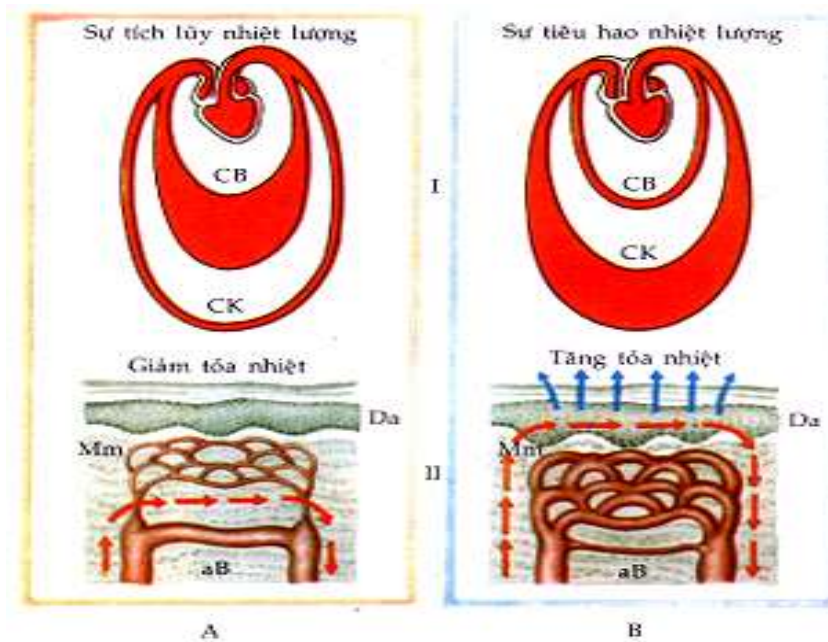 Sự tích lũy nhiệt lượng
CB
CK
Giảm tỏa nhiệt
Da
Mm
aB
A
I
II
Sự tiêu hao nhiệt lượng
CB
CK
Tăng tỏa nhiệt
Da
Mm
aB
B